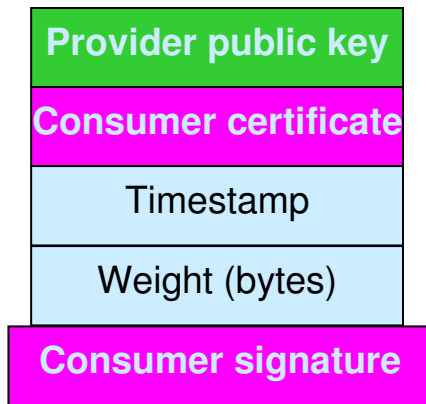 Provider public key
Consumer certificate
Timestamp
Weight (bytes)
Consumer signature